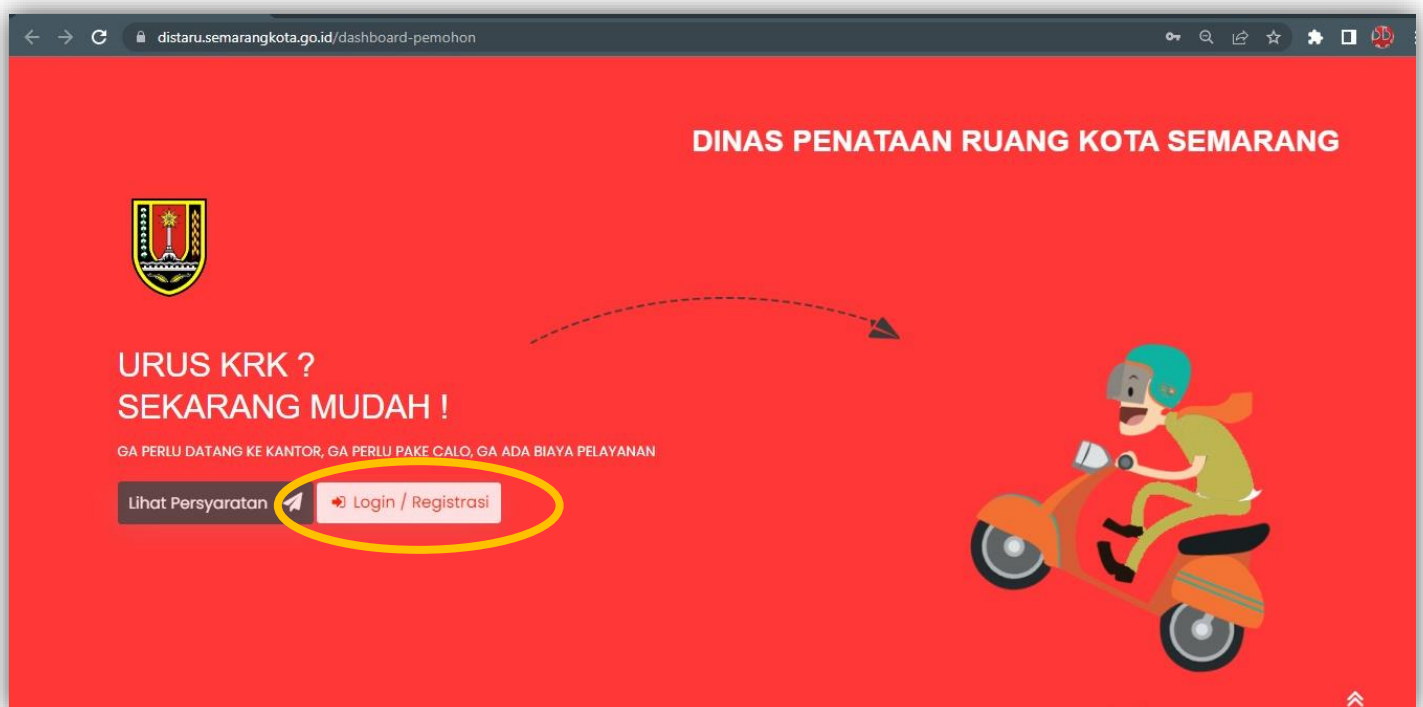 distaru.semarangkota.go.id/dashboard-pemohon
DINAS PENATAAN RUANG KOTA SEMARANG
URUS KRK ?
SEKARANG MUDAH !
GA PERLU DATANG KE KANTOR, GA PERLU PAKE CALO, GA ADA BIAYA PELAYANAN
Lihat Persyaratan
Login / Registrasi